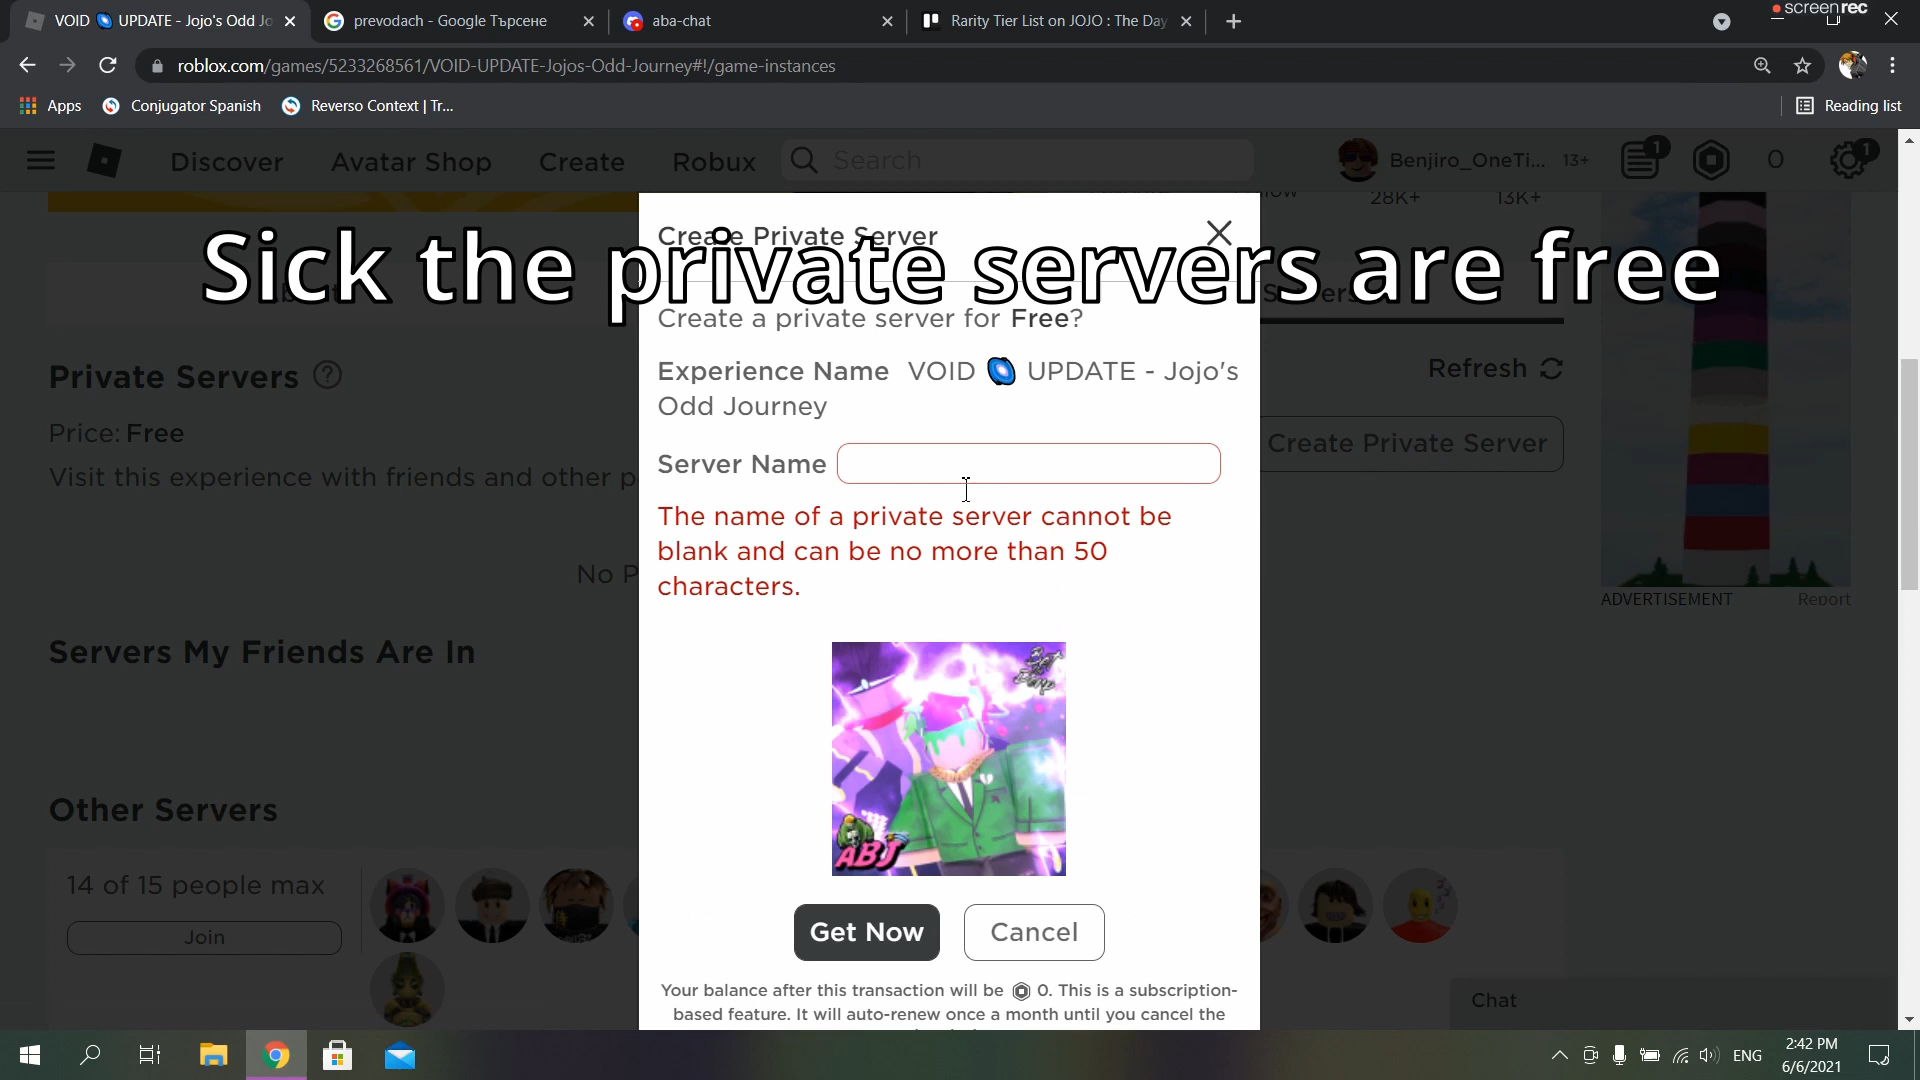 VOID UPDATE - Jojo's Odd Jo
prevodach - Google Търсене
aba-chat
Rarity Tier List on JOJO : The Day
screenrec
roblox.com/games/5233268561/VOID-UPDATE-Jojos-Odd-Journey#!/game-instances
Apps
Conjugator Spanish
Reverso Context | Tr...
Reading list
Discover
Avatar Shop
Create
Robux
Search
Benjiro_OneTi...
13+
1
0
1
28K+
13K+
Create Private Server
Sick the private servers are free
Servers
Create a private server for Free?
Private Servers
Refresh
Experience Name VOID UPDATE - Jojo's
Odd Journey
Price: Free
Create Private Server
Server Name
Visit this experience with friends and other p
The name of a private server cannot be
blank and can be no more than 50
characters.
No P
ADVERTISEMENT
Report
Servers My Friends Are In
ABJ
Other Servers
14 of 15 people max
Join
Get Now
Cancel
Your balance after this transaction will be 0. This is a subscription-
based feature. It will auto-renew once a month until you cancel the
Chat
ENG
2:42 PM
6/6/2021